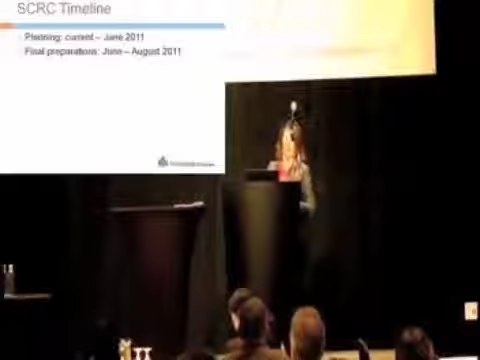 SCRC Timeline
Planning: current – June 2011
Final preparations: June – August 2011